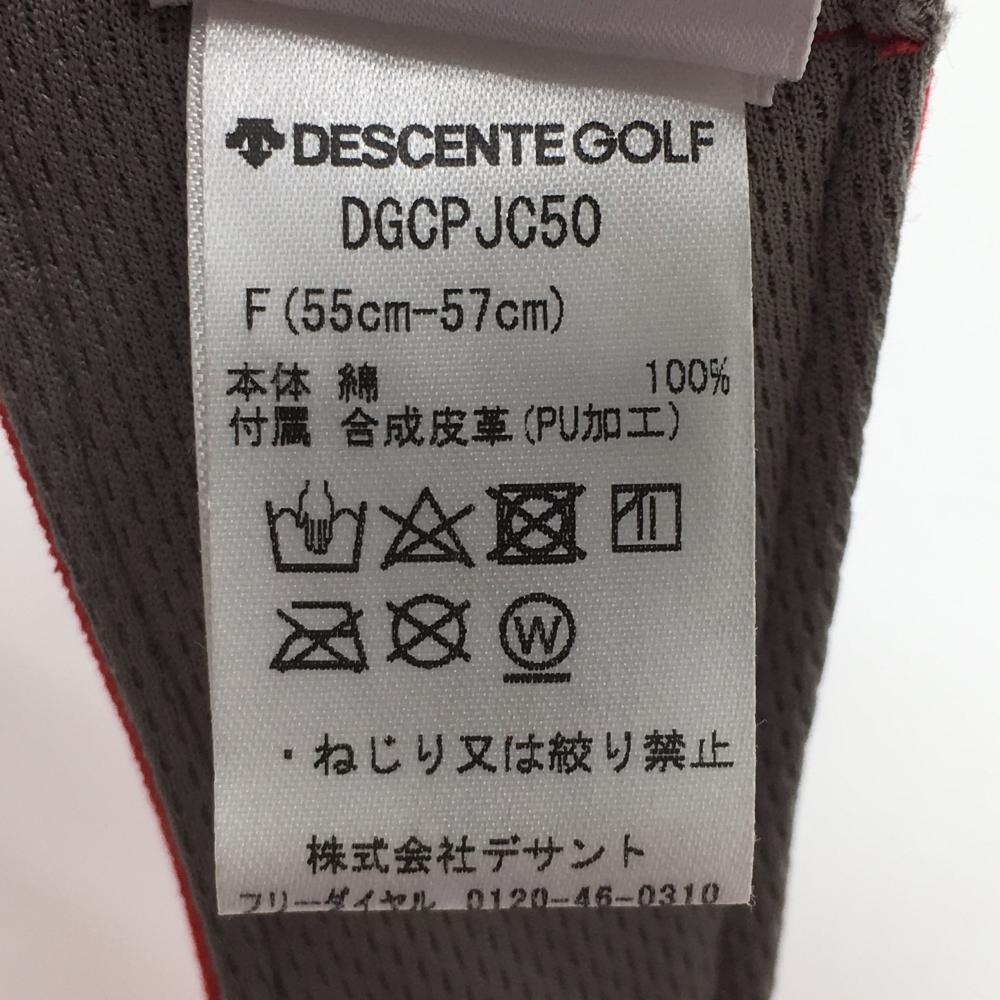 DESCENTE GOLF
DGCPJC50
F(55cm-57cm)
本体 綿 100%
付属 合成皮革(PU加工)
W
・ねじり又は絞り禁止
株式会社デサント
フリーダイヤル 0120-46-0310